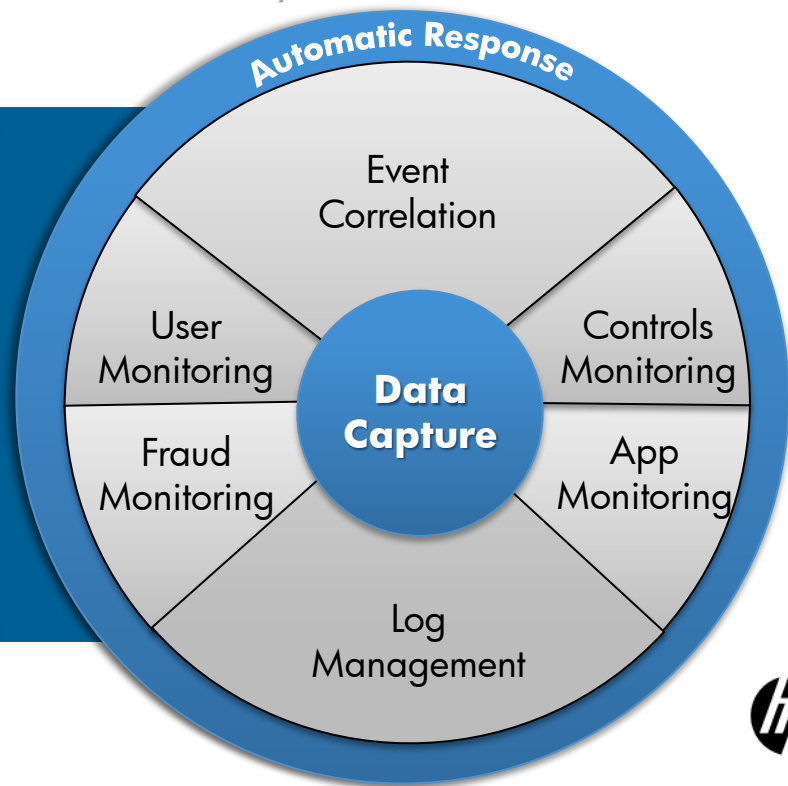 Automatic Response
Event
Correlation
User
Monitoring
Controls
Monitoring
Data
Capture
Fraud
Monitoring
App
Monitoring
Log
Management